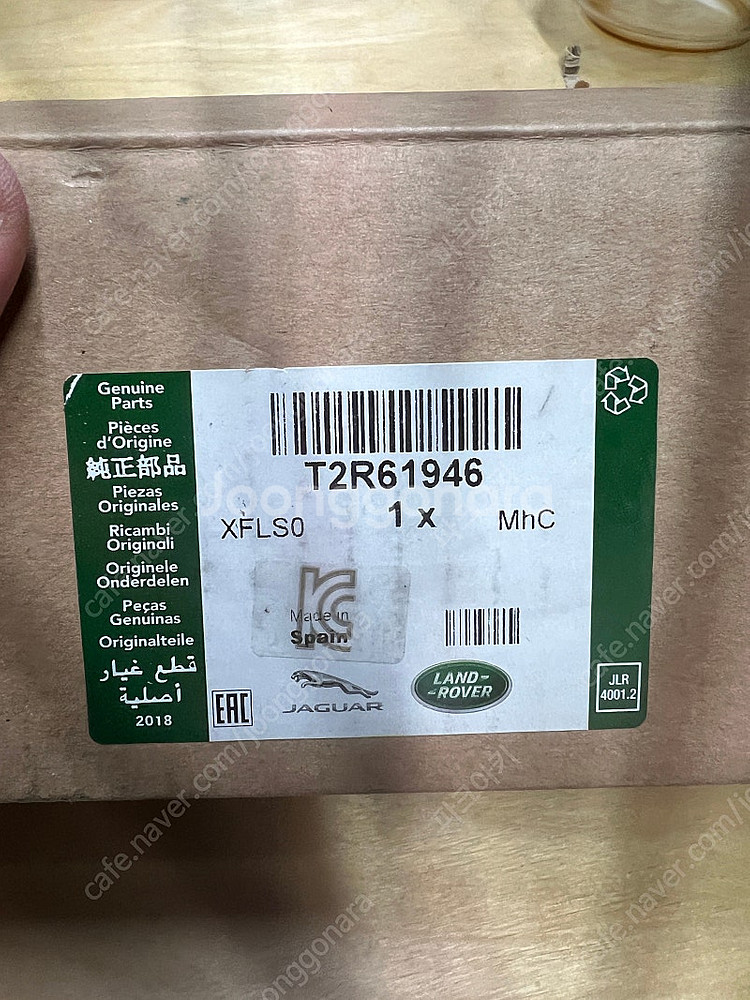 Genuine
Parts
Pièces
d'Origine
純正部品
Piezas
Originales
Ricambi
Originali
Originele
Onderdelen
Peças
Genuinas
Originalteile
قطع غيار
أصلية
2018
T2R61946
1 x
XFLS0
MhC
Made in
Spain
EAC
JAGUAR
LAND
ROVER
JLR
4001.2
Joonggonara
cafe.naver.com/joonggonara